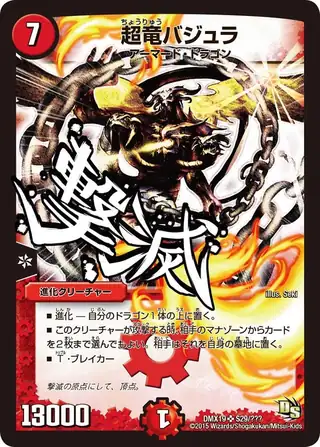 7
超竜バジュラ
ちょうりゅう
アーマード・ドラゴン
撃滅
illus. Suki
進化クリーチャー
■ 進化－自分のドラゴン1体の上に置く。
■ このクリーチャーが攻撃する時、相手のマナゾーンからカード
を2枚まで選んでもよい。相手はそれを自身の墓地に置く。
■ T・ブレイカー
撃滅の原点にして、頂点。
13000
1
DMX19 S29/???
©2015 Wizards/Shogakukan/Mitsui-Kids
DS